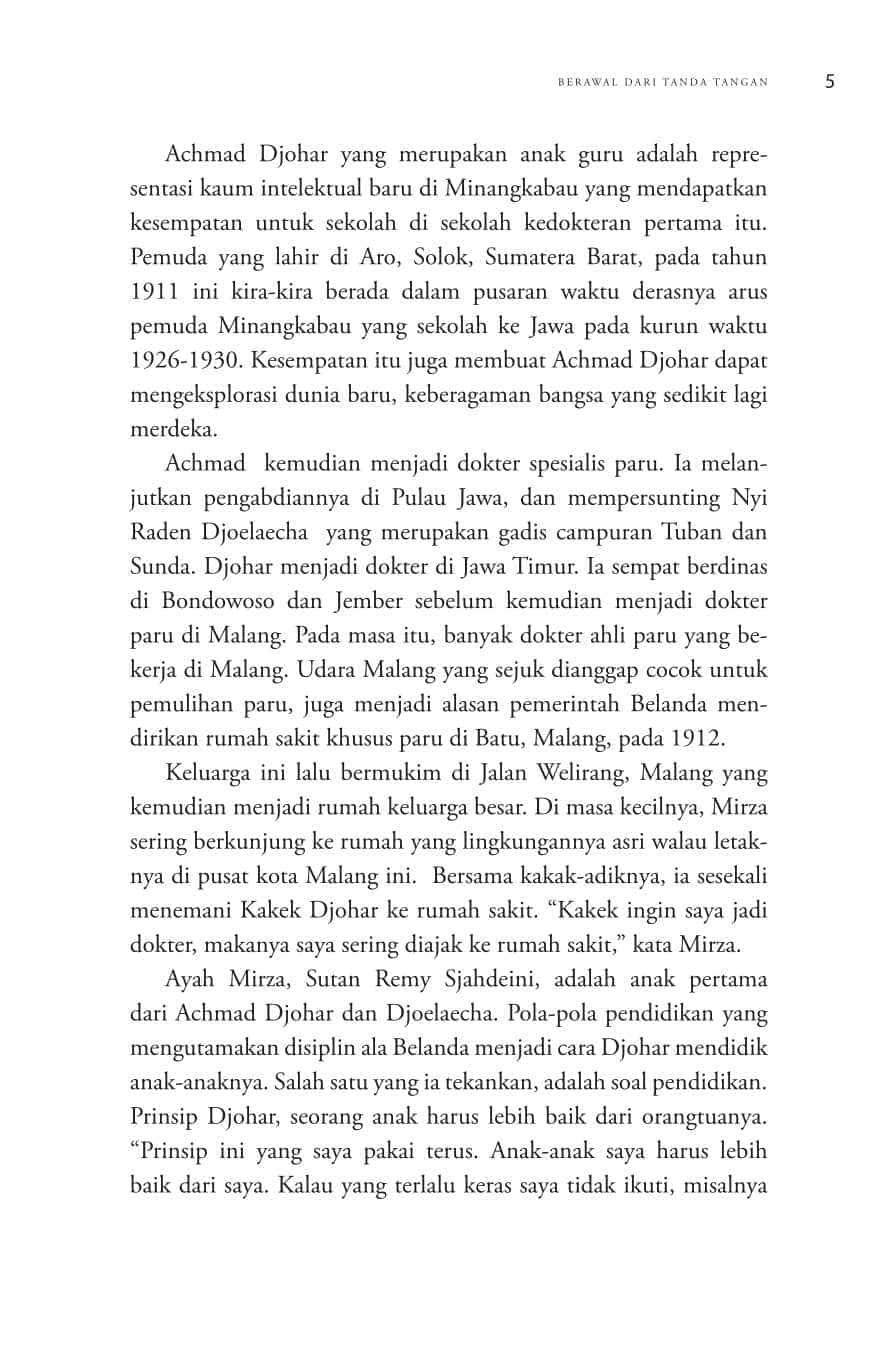 BERAWAL DARI TANDA TANGAN 5
Achmad Djohar yang merupakan anak guru adalah repre-
sentasi kaum intelektual baru di Minangkabau yang mendapatkan
kesempatan untuk sekolah di sekolah kedokteran pertama itu.
Pemuda yang lahir di Aro, Solok, Sumatera Barat, pada tahun
1911 ini kira-kira berada dalam pusaran waktu derasnya arus
pemuda Minangkabau yang sekolah ke Jawa pada kurun waktu
1926-1930. Kesempatan itu juga membuat Achmad Djohar dapat
mengeksplorasi dunia baru, keberagaman bangsa yang sedikit lagi
merdeka.
Achmad  kemudian menjadi dokter spesialis paru. Ia melan-
jutkan pengabdiannya di Pulau Jawa, dan mempersunting Nyi
Raden Djoelaecha  yang merupakan gadis campuran Tuban dan
Sunda. Djohar menjadi dokter di Jawa Timur. Ia sempat berdinas
di Bondowoso dan Jember sebelum kemudian menjadi dokter
paru di Malang. Pada masa itu, banyak dokter ahli paru yang be-
kerja di Malang. Udara Malang yang sejuk dianggap cocok untuk
pemulihan paru, juga menjadi alasan pemerintah Belanda men-
dirikan rumah sakit khusus paru di Batu, Malang, pada 1912.
Keluarga ini lalu bermukim di Jalan Welirang, Malang yang
kemudian menjadi rumah keluarga besar. Di masa kecilnya, Mirza
sering berkunjung ke rumah yang lingkungannya asri walau letak-
nya di pusat kota Malang ini.  Bersama kakak-adiknya, ia sesekali
menemani Kakek Djohar ke rumah sakit. “Kakek ingin saya jadi
dokter, makanya saya sering diajak ke rumah sakit,” kata Mirza.
Ayah Mirza, Sutan Remy Sjahdeini, adalah anak pertama
dari Achmad Djohar dan Djoelaecha. Pola-pola pendidikan yang
mengutamakan disiplin ala Belanda menjadi cara Djohar mendidik
anak-anaknya. Salah satu yang ia tekankan, adalah soal pendidikan.
Prinsip Djohar, seorang anak harus lebih baik dari orangtuanya.
“Prinsip ini yang saya pakai terus. Anak-anak saya harus lebih
baik dari saya. Kalau yang terlalu keras saya tidak ikuti, misalnya